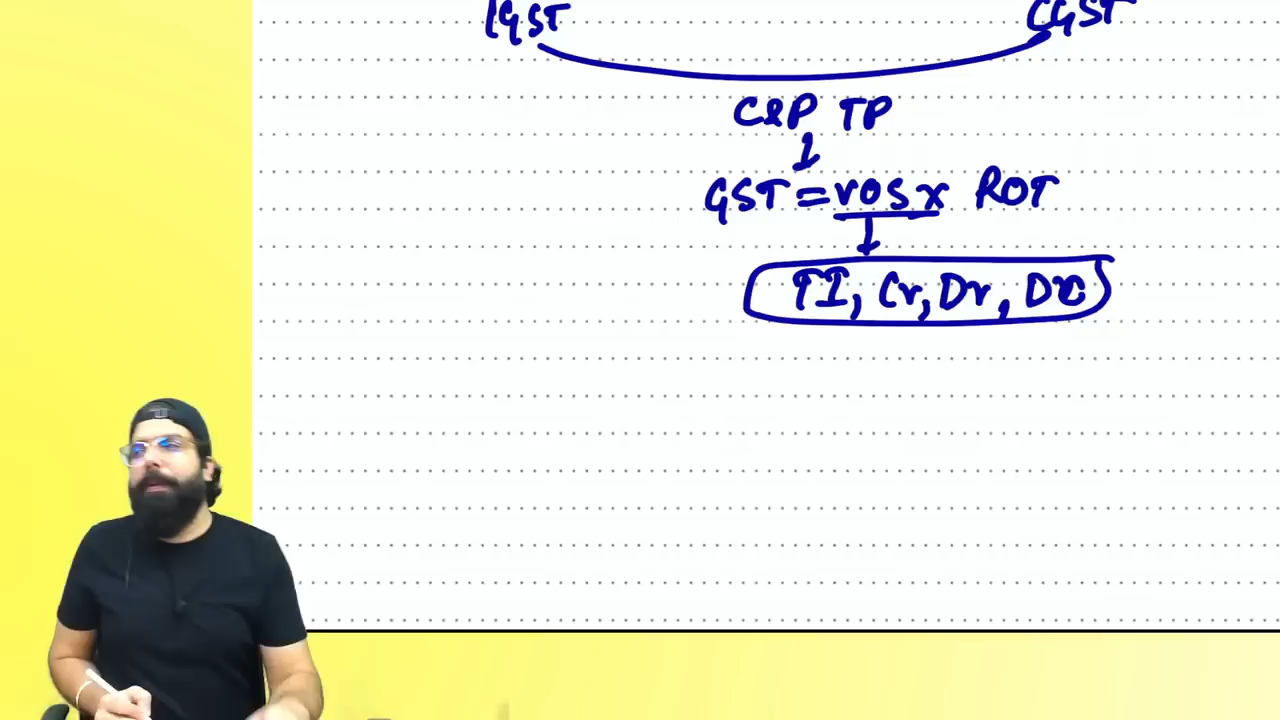 IGST CGST
C&P TP
GST = VOS x ROT
TI, Cr, Dr, Dc